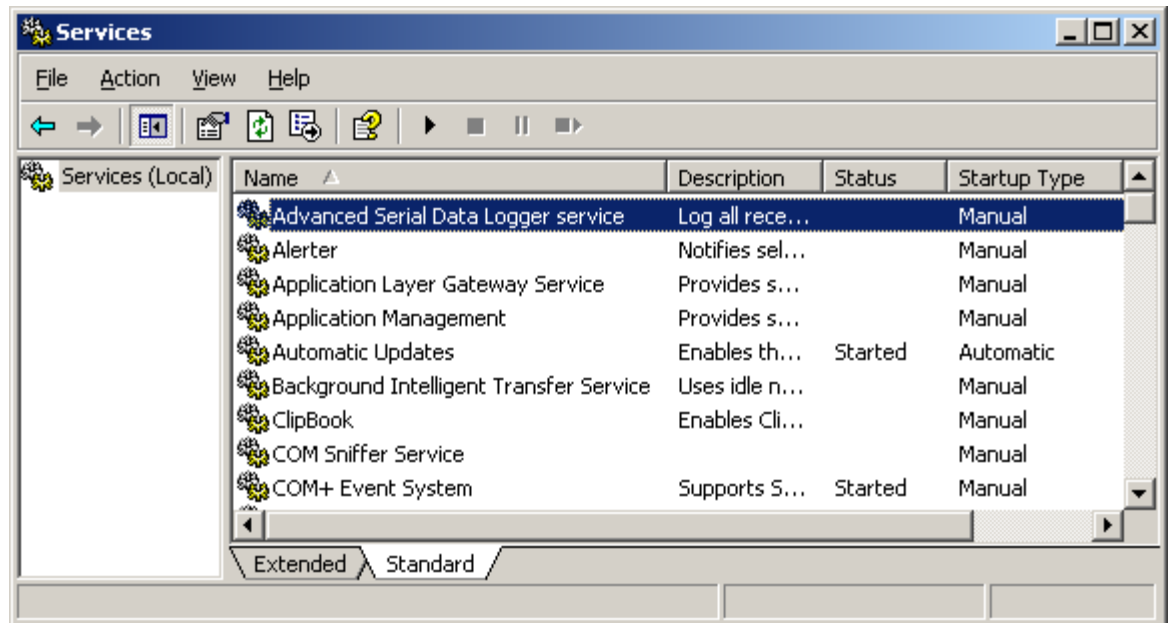 Services
File Action View Help
Services (Local)
Name Description Status Startup Type
Advanced Serial Data Logger service Log all rece... Manual
Alerter Notifies sel... Manual
Application Layer Gateway Service Provides s... Manual
Application Management Provides s... Manual
Automatic Updates Enables th... Started Automatic
Background Intelligent Transfer Service Uses idle n... Manual
ClipBook Enables Cli... Manual
COM Sniffer Service Manual
COM+ Event System Supports S... Started Manual
Extended Standard